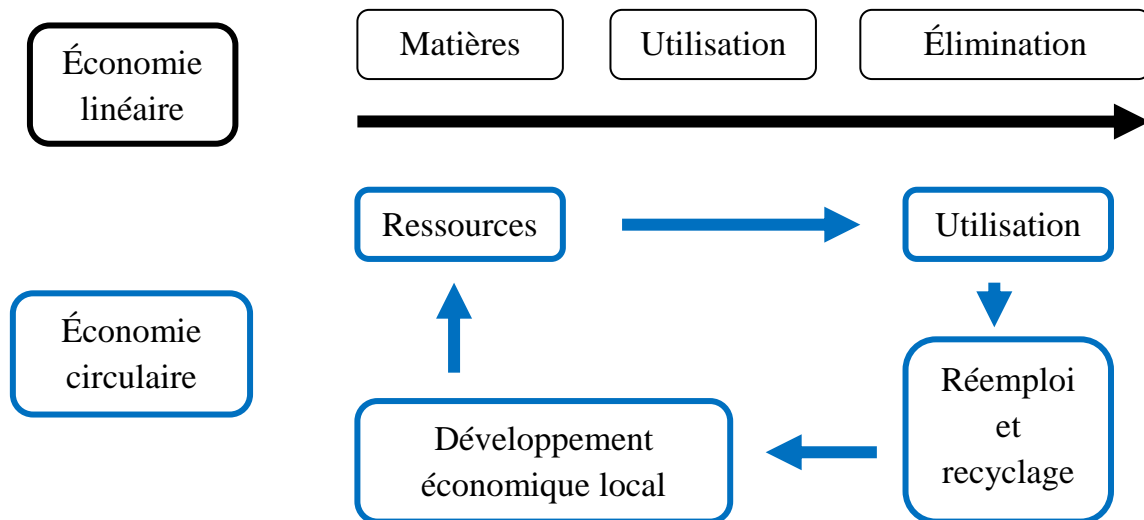 Économie
linéaire
Matières
Utilisation
Élimination
Ressources
Utilisation
Économie
circulaire
Réemploi
et
recyclage
Développement
économique local